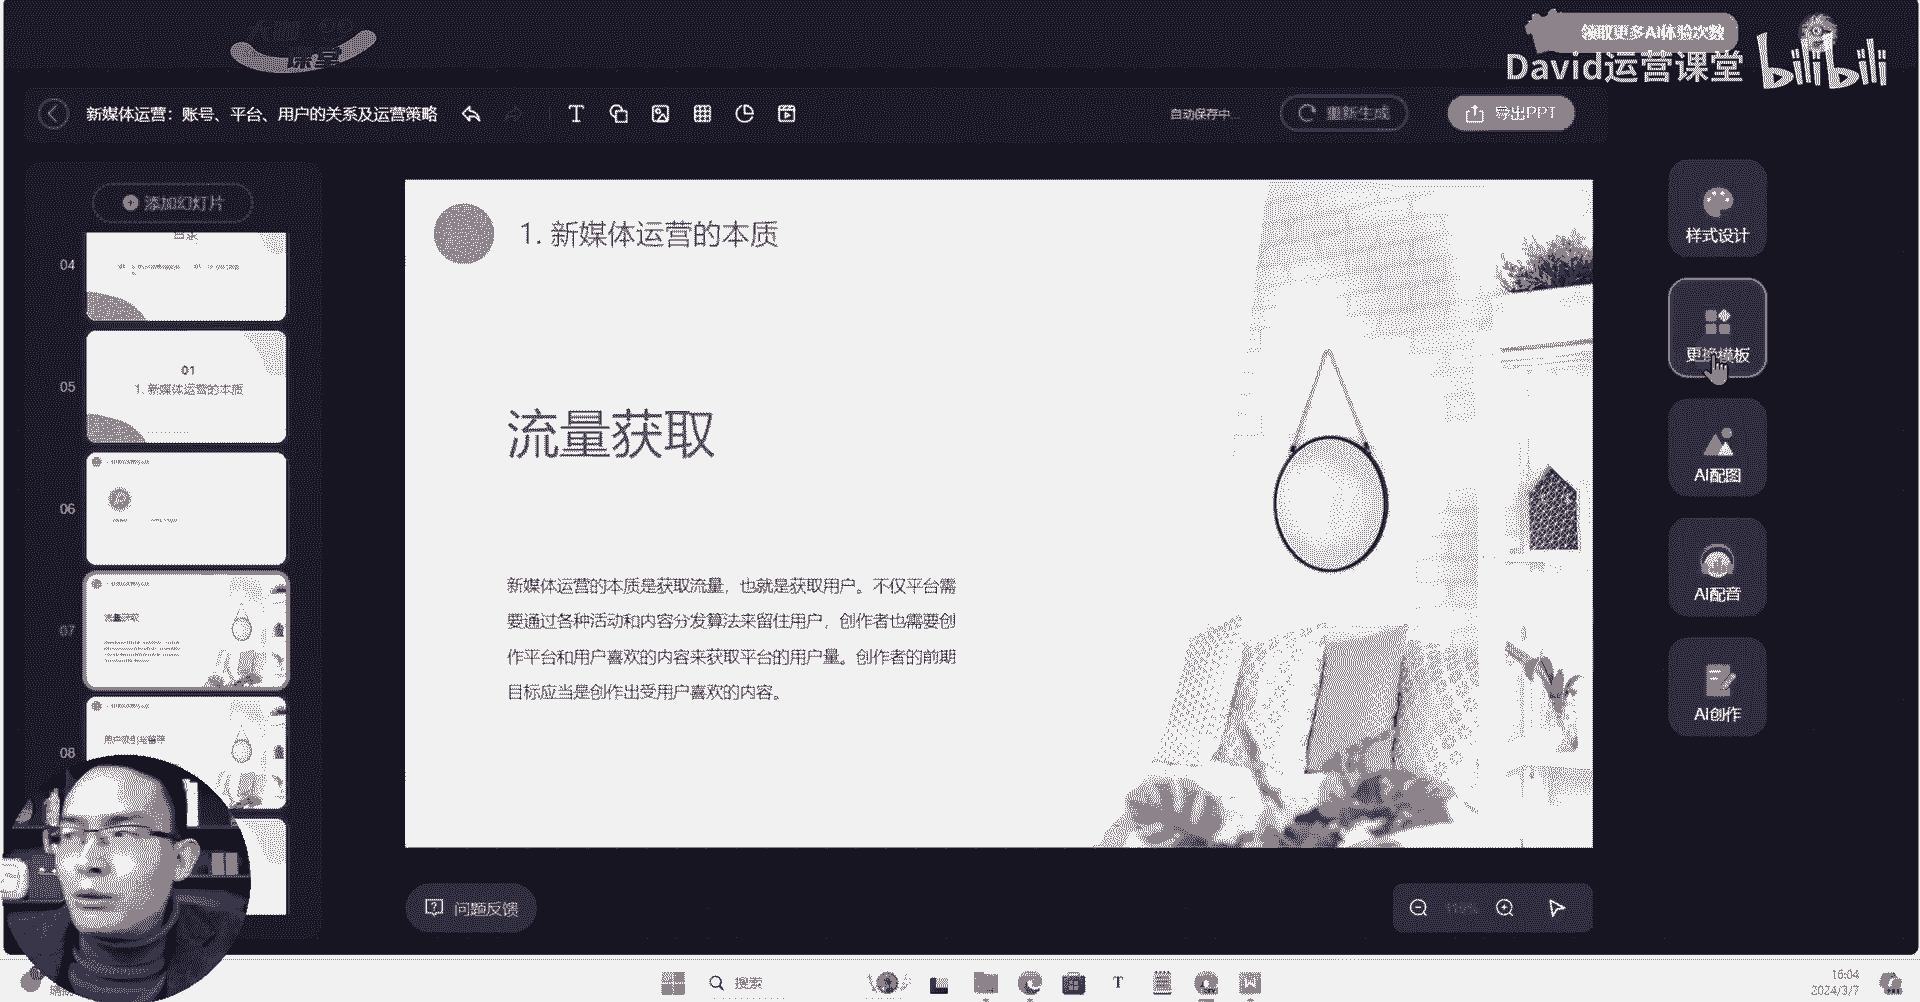 大咖
课堂
领取更多AI体验次数
David运营课堂 bilibili
新媒体运营：账号、平台、用户的关系及运营策略
自动保存中...
重新生成
导出PPT
添加幻灯片
目录
04
01
1. 新媒体运营的本质
05
06
流量获取
07
08
1. 新媒体运营的本质
流量获取
新媒体运营的本质是获取流量，也就是获取用户。不仅平台需
要通过各种活动和内容分发算法来留住用户，创作者也需要创
作平台和用户喜欢的内容来获取平台的用户量。创作者的前期
目标应当是创作出受用户喜欢的内容。
样式设计
更换模板
AI配图
AI配音
AI创作
问题反馈
搜索
16:04
2024/3/7